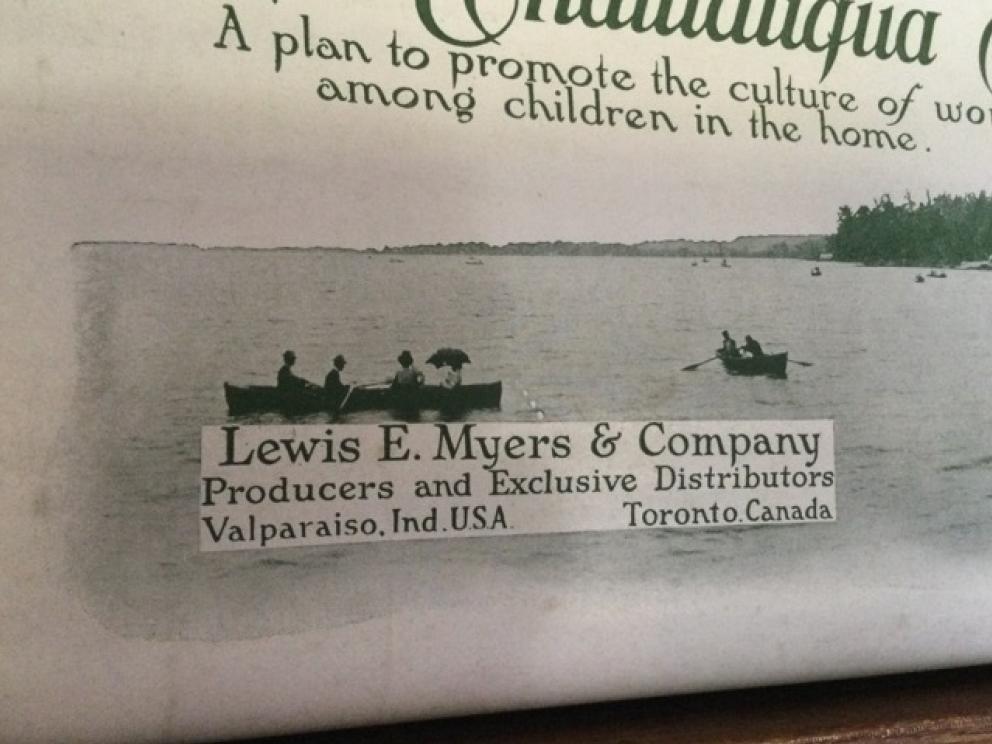 Chautauqua
A plan to promote the culture of
among children in the home.
Lewis E. Myers & Company
Producers and Exclusive Distributors
Valparaiso, Ind. U.S.A. Toronto. Canada